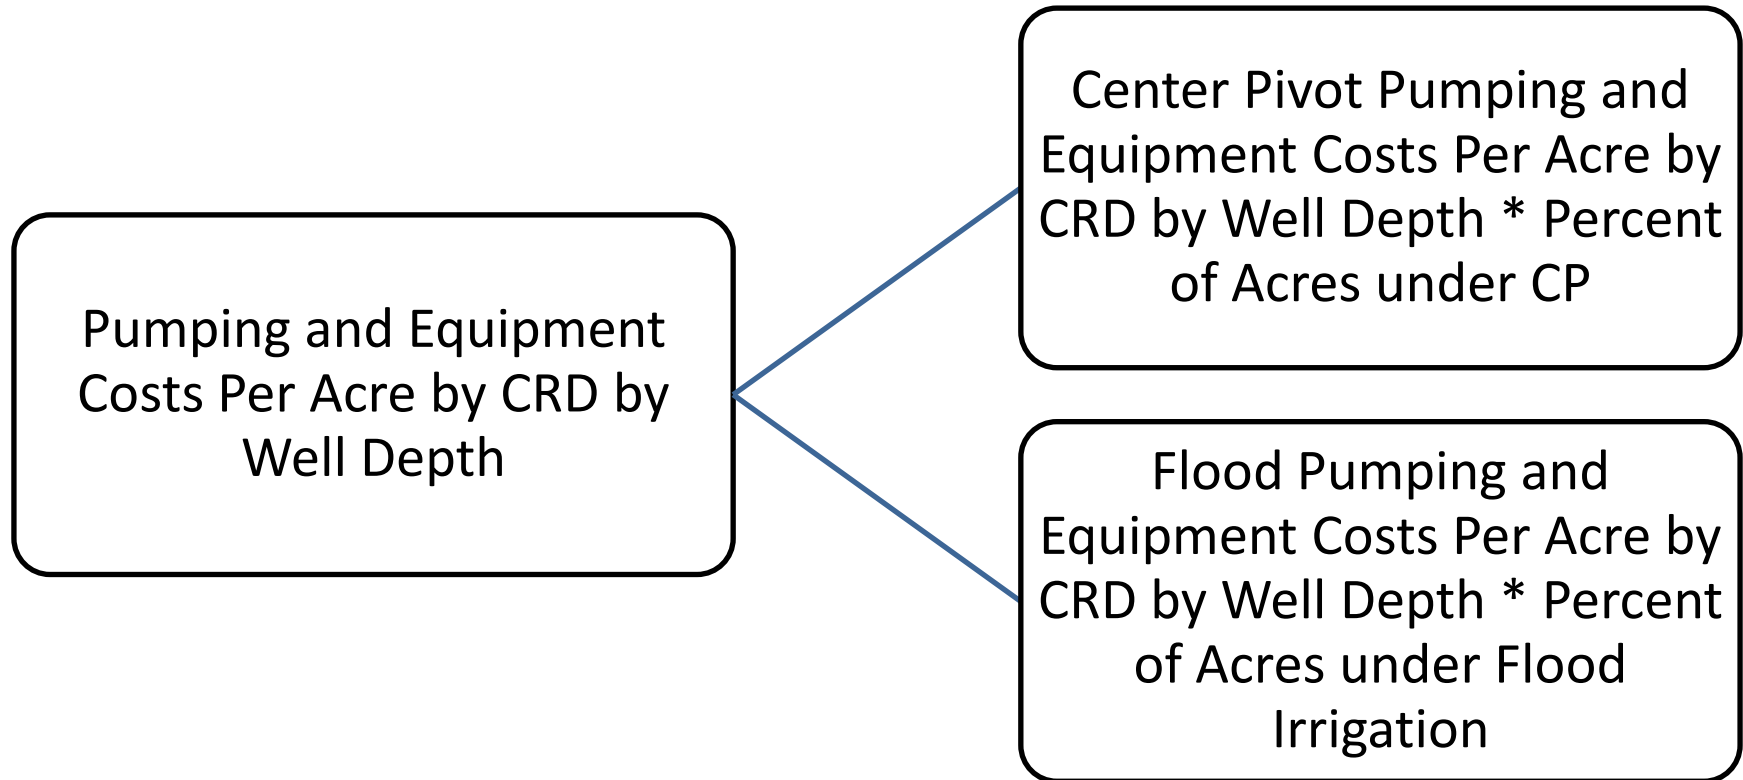 Pumping and Equipment
Costs Per Acre by CRD by
Well Depth
Center Pivot Pumping and
Equipment Costs Per Acre by
CRD by Well Depth * Percent
of Acres under CP
Flood Pumping and
Equipment Costs Per Acre by
CRD by Well Depth * Percent
of Acres under Flood
Irrigation